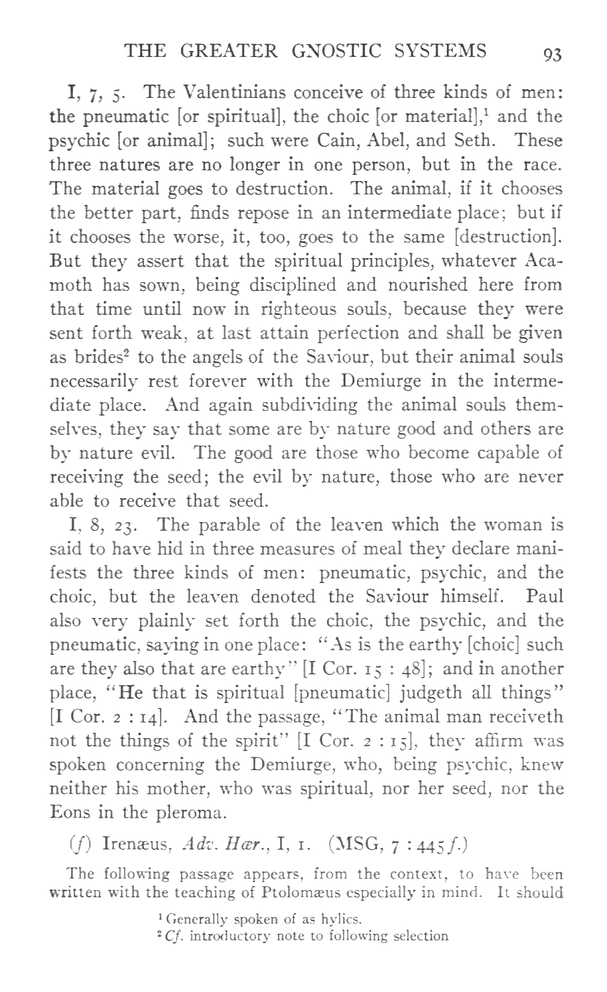 THE GREATER GNOSTIC SYSTEMS 93
I, 7, 5. The Valentinians conceive of three kinds of men:
the pneumatic [or spiritual], the choic [or material],¹ and the
psychic [or animal]; such were Cain, Abel, and Seth. These
three natures are no longer in one person, but in the race.
The material goes to destruction. The animal, if it chooses
the better part, finds repose in an intermediate place; but if
it chooses the worse, it, too, goes to the same [destruction].
But they assert that the spiritual principles, whatever Aca-
moth has sown, being disciplined and nourished here from
that time until now in righteous souls, because they were
sent forth weak, at last attain perfection and shall be given
as brides² to the angels of the Saviour, but their animal souls
necessarily rest forever with the Demiurge in the interme-
diate place. And again subdividing the animal souls them-
selves, they say that some are by nature good and others are
by nature evil. The good are those who become capable of
receiving the seed; the evil by nature, those who are never
able to receive that seed.
I, 8, 23. The parable of the leaven which the woman is
said to have hid in three measures of meal they declare mani-
fests the three kinds of men: pneumatic, psychic, and the
choic, but the leaven denoted the Saviour himself. Paul
also very plainly set forth the choic, the psychic, and the
pneumatic, saying in one place: "As is the earthy [choic] such
are they also that are earthy" [I Cor. 15 : 48]; and in another
place, "He that is spiritual [pneumatic] judgeth all things"
[I Cor. 2 : 14]. And the passage, "The animal man receiveth
not the things of the spirit" [I Cor. 2 : 15], they affirm was
spoken concerning the Demiurge, who, being psychic, knew
neither his mother, who was spiritual, nor her seed, nor the
Eons in the pleroma.
(f) Irenæus, Adv. Hær., I, 1. (MSG, 7 : 445 f.)
The following passage appears, from the context, to have been
written with the teaching of Ptolomæus especially in mind. It should
¹ Generally spoken of as hylics.
² Cf. introductory note to following selection